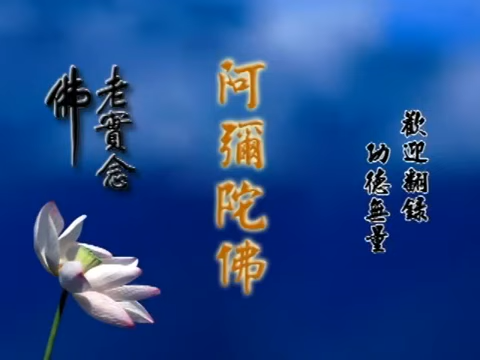 歡迎翻錄
功德無量
阿彌陀佛
老實念
佛